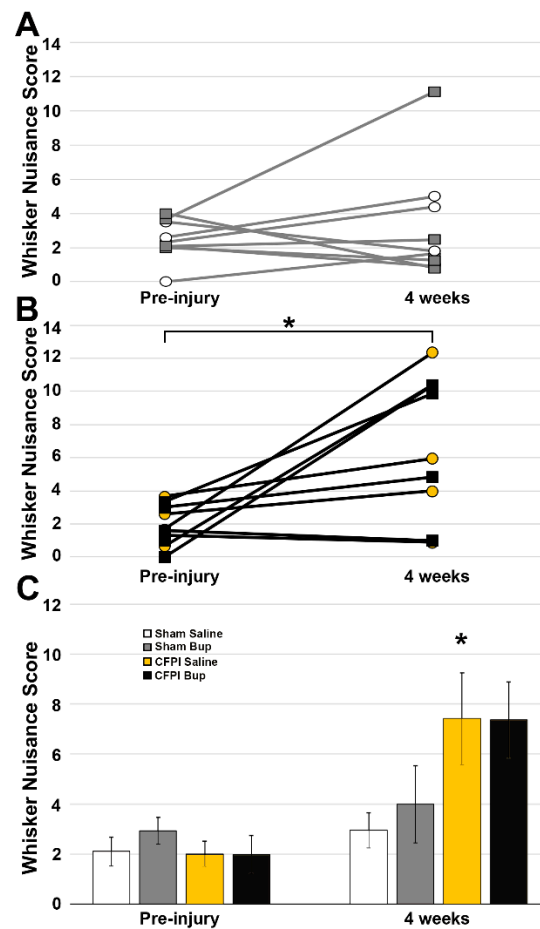 A
Whisker Nuisance Score
14
12
10
8
6
4
2
0
Pre-injury 4 weeks
B
Whisker Nuisance Score
14
12
10
8
6
4
2
0
*
Pre-injury 4 weeks
C
Whisker Nuisance Score
12
10
8
6
4
2
0
Sham Saline
Sham Bup
CFPI Saline
CFPI Bup
*
Pre-injury 4 weeks